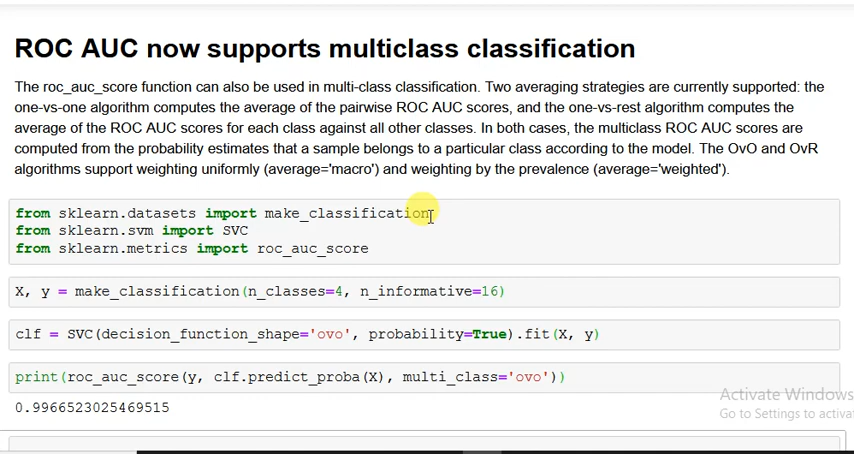 ROC AUC now supports multiclass classification
The roc_auc_score function can also be used in multi-class classification. Two averaging strategies are currently supported: the
one-vs-one algorithm computes the average of the pairwise ROC AUC scores, and the one-vs-rest algorithm computes the
average of the ROC AUC scores for each class against all other classes. In both cases, the multiclass ROC AUC scores are
computed from the probability estimates that a sample belongs to a particular class according to the model. The OvO and OvR
algorithms support weighting uniformly (average='macro') and weighting by the prevalence (average='weighted').
from sklearn.datasets import make_classification
from sklearn.svm import SVC
from sklearn.metrics import roc_auc_score
X, y = make_classification(n_classes=4, n_informative=16)
clf = SVC(decision_function_shape='ovo', probability=True).fit(X, y)
print(roc_auc_score(y, clf.predict_proba(X), multi_class='ovo'))
0.9966523025469515
Activate Windows
Go to Settings to activa